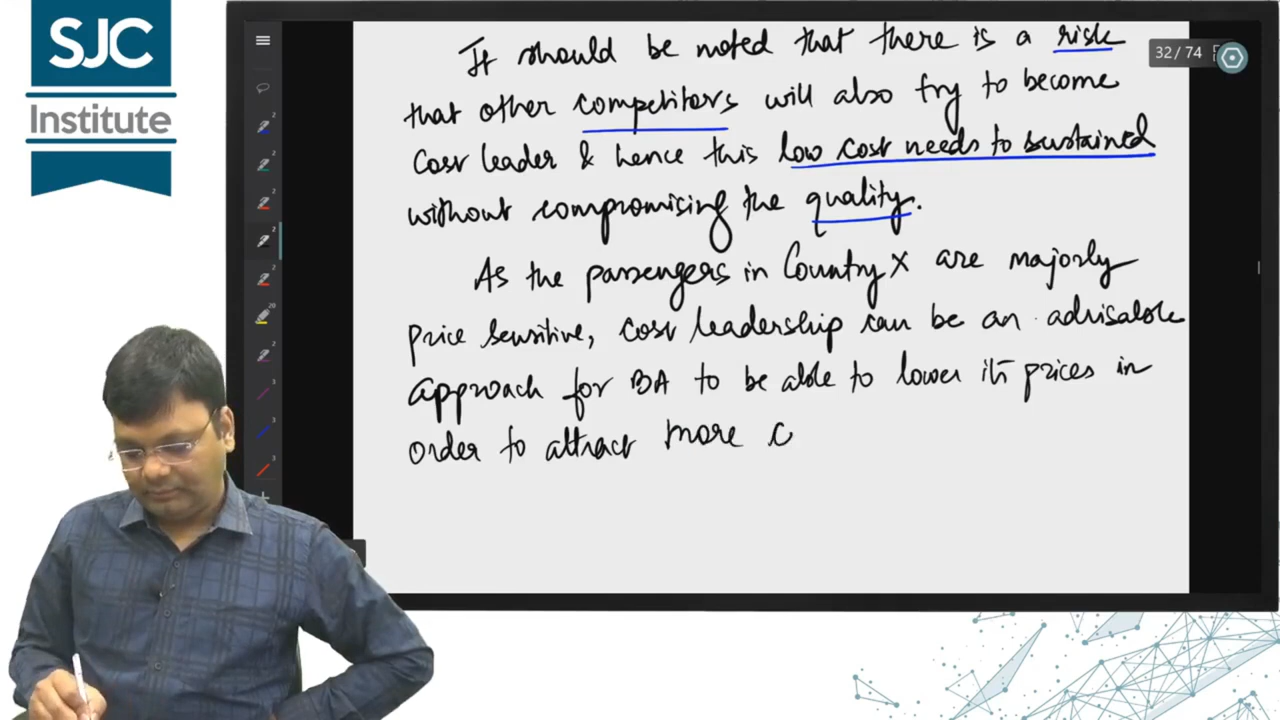 SJC
Institute
32/74
It should be noted that there is a risk
that other competitors will also try to become
Cost leader & hence this low cost needs to sustained
without compromising the quality.
As the passengers in Country X are majorly
price sensitive, cost leadership can be an advisable
approach for BA to be able to lower its prices in
order to attract more c